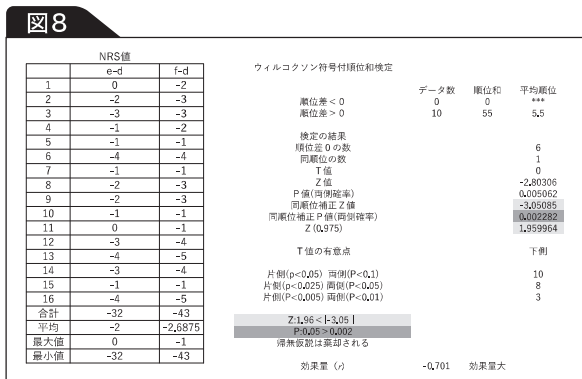 図8
NRS値
e-d f-d
1 0 -2
2 -2 -3
3 -3 -3
4 -1 -2
5 -1 -1
6 -4 -4
7 -1 -1
8 -2 -3
9 -2 -3
10 -1 -1
11 0 -1
12 -3 -4
13 -4 -5
14 -3 -4
15 -1 -1
16 -4 -5
合計 -32 -43
平均 -2 -2.6875
最大値 0 -1
最小値 -32 -43
ウィルコクソン符号付順位和検定
データ数 順位和 平均順位
順位差<0 0 0 ***
順位差>0 10 55 5.5
検定の結果
順位差0の数 6
同順位の数 1
T値 0
Z値 -2.80306
P値(両側確率) 0.005062
同順位補正Z値 -3.05085
同順位補正P値(両側確率) 0.002282
Z(0.975) 1.959964
T値の有意点 下側
片側(p<0.05) 両側(P<0.1) 10
片側(p<0.025) 両側(P<0.05) 8
片側(P<0.005) 両側(P<0.01) 3
Z:1.96<|-3.05|
P:0.05>0.002
帰無仮説は棄却される
効果量(r) -0.701 効果量大